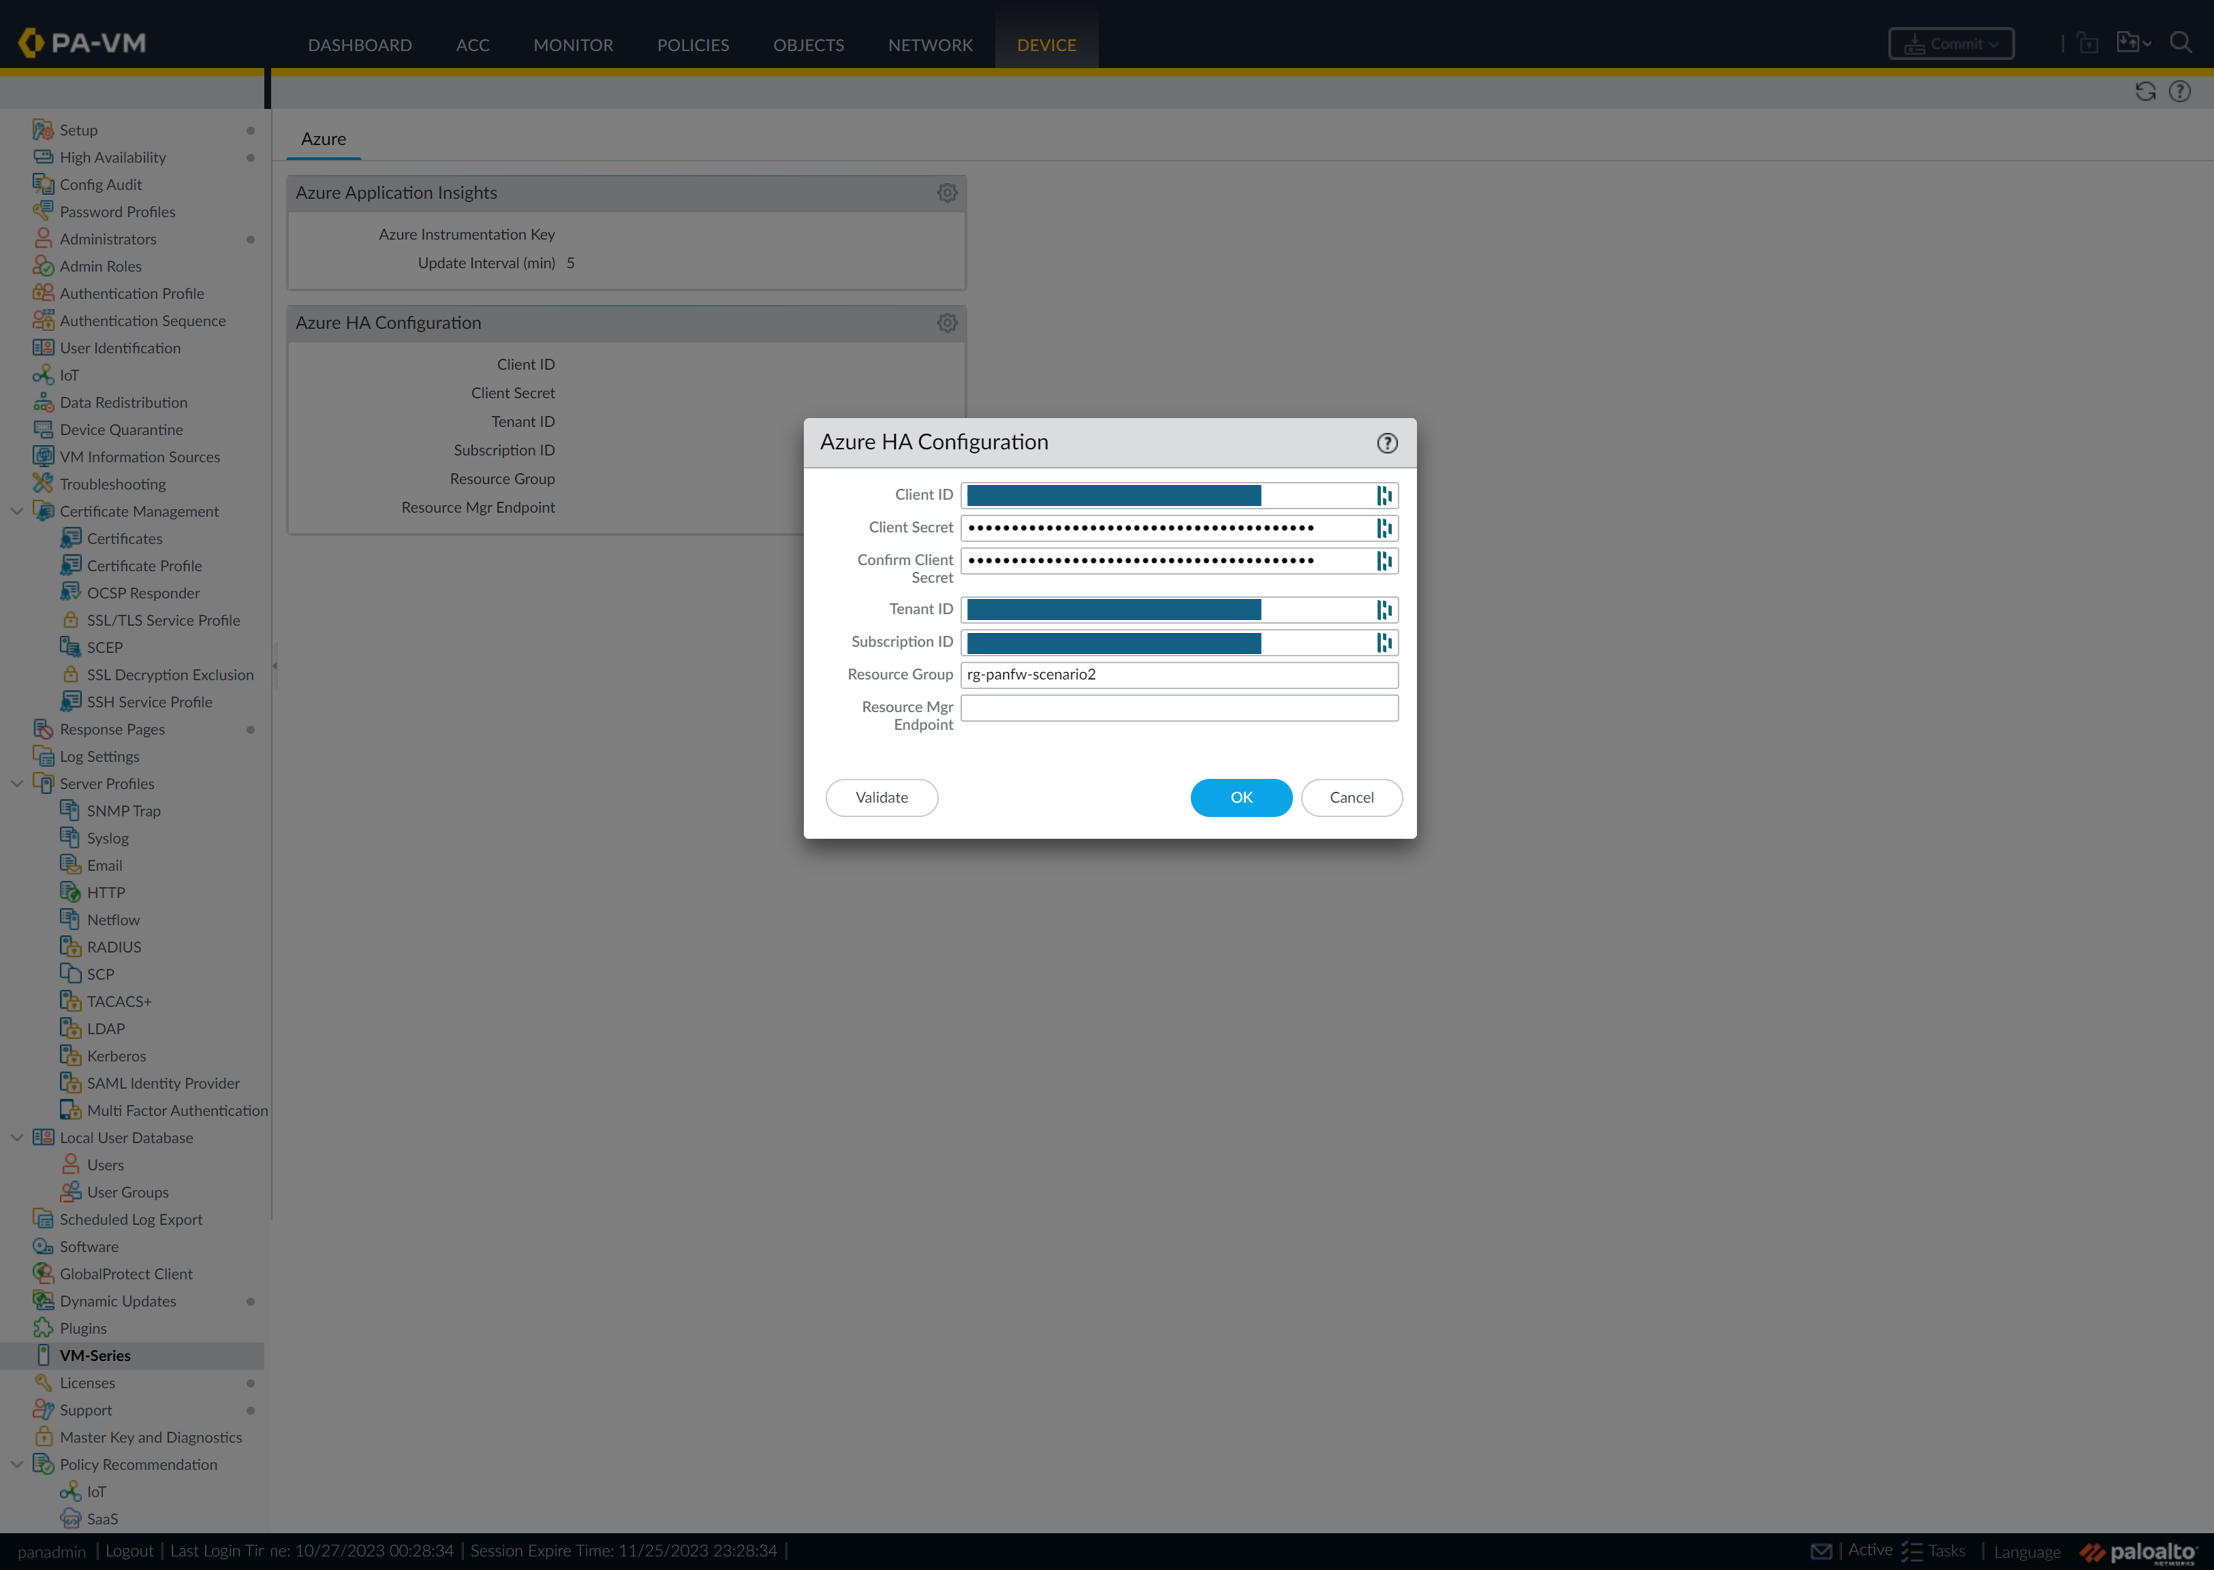 PA-VM
DASHBOARD ACC MONITOR POLICIES OBJECTS NETWORK DEVICE
Commit
Setup
High Availability
Config Audit
Password Profiles
Administrators
Admin Roles
Authentication Profile
Authentication Sequence
User Identification
IoT
Data Redistribution
Device Quarantine
VM Information Sources
Troubleshooting
Certificate Management
Certificates
Certificate Profile
OCSP Responder
SSL/TLS Service Profile
SCEP
SSL Decryption Exclusion
SSH Service Profile
Response Pages
Log Settings
Server Profiles
SNMP Trap
Syslog
Email
HTTP
Netflow
RADIUS
SCP
TACACS+
LDAP
Kerberos
SAML Identity Provider
Multi Factor Authentication
Local User Database
Users
User Groups
Scheduled Log Export
Software
GlobalProtect Client
Dynamic Updates
Plugins
VM-Series
Licenses
Support
Master Key and Diagnostics
Policy Recommendation
IoT
SaaS
Azure
Azure Application Insights
Azure Instrumentation Key
Update Interval (min) 5
Azure HA Configuration
Client ID
Client Secret
Tenant ID
Subscription ID
Resource Group
Resource Mgr Endpoint
Azure HA Configuration
Client ID
Client Secret ••••••••••••••••••••••••••••••••••••••••
Confirm Client Secret ••••••••••••••••••••••••••••••••••••••••
Tenant ID
Subscription ID
Resource Group rg-panfw-scenario2
Resource Mgr
Endpoint
Validate OK Cancel
panadmin | Logout | Last Login Time: 10/27/2023 00:28:34 | Session Expire Time: 11/25/2023 23:28:34 |
| Active Tasks | Language paloalto
NETWORKS